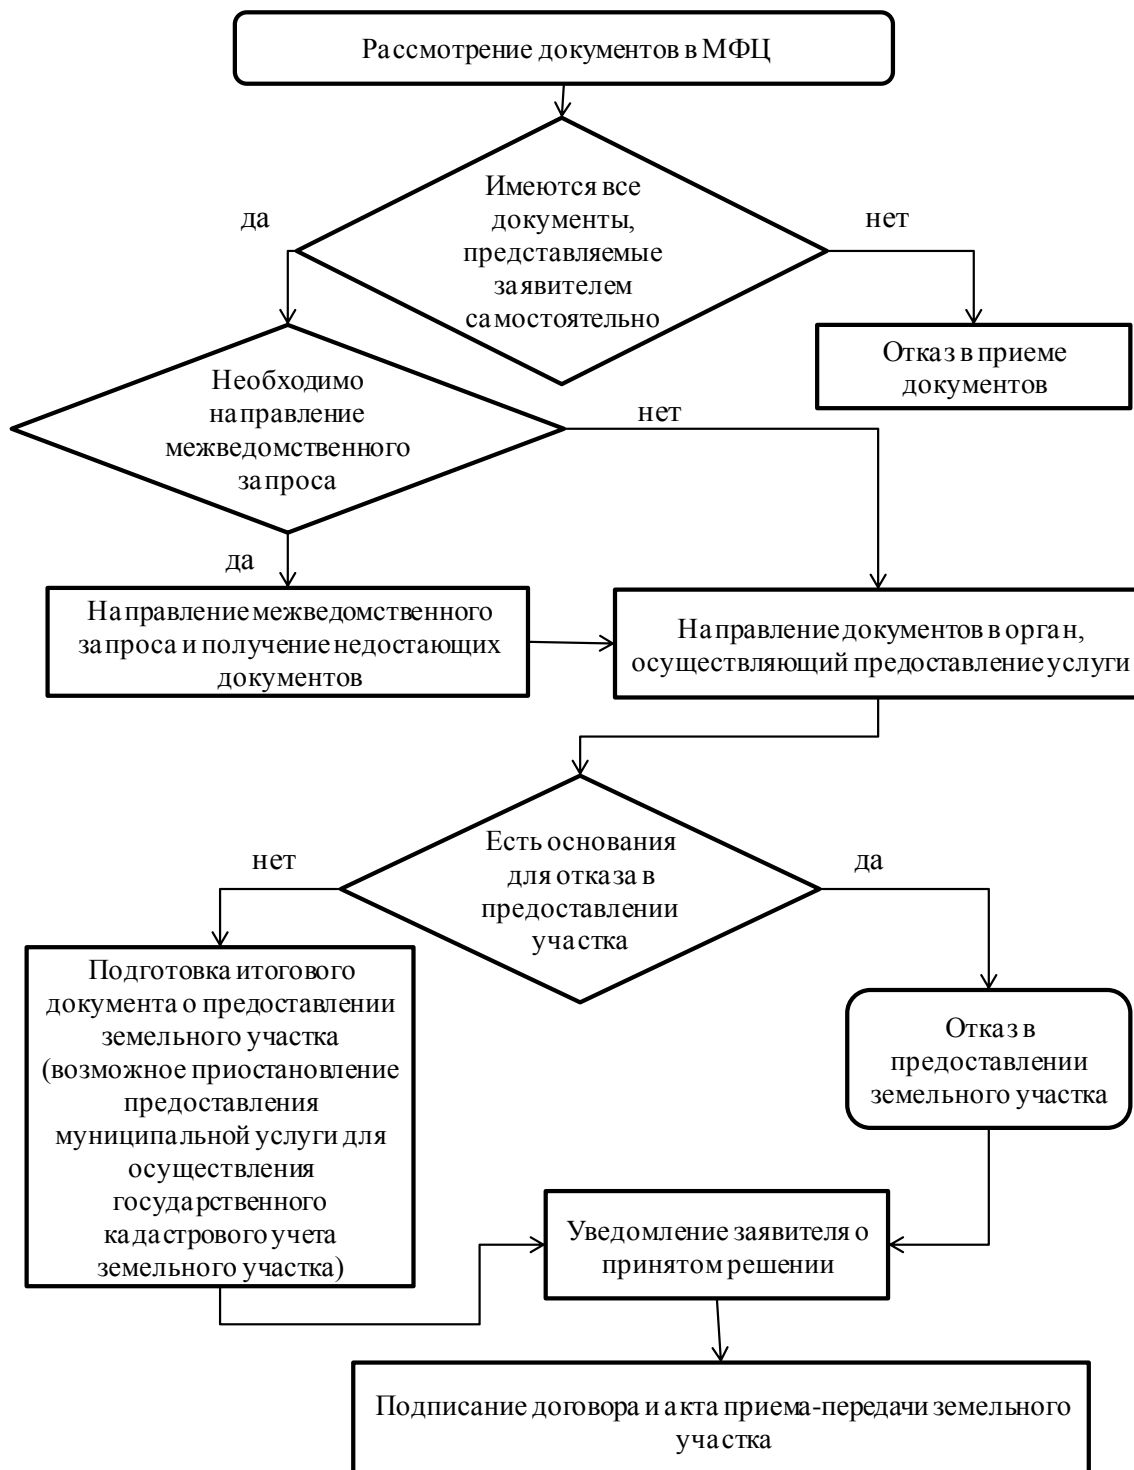 Рассмотрение документов в МФЦ
Имеются все
документы,
представляемые
заявителем
самостоятельно
да
нет
Отказ в приеме
документов
Необходимо
направление
межведомственного
запроса
нет
да
Направление межведомственного
запроса и получение недостающих
документов
Направление документов в орган,
осуществляющий предоставление услуги
Есть основания
для отказа в
предоставлении
участка
нет
да
Подготовка итогового
документа о предоставлении
земельного участка
(возможное приостановление
предоставления
муниципальной услуги для
осуществления
государственного
кадастрового учета
земельного участка)
Отказ в
предоставлении
земельного участка
Уведомление заявителя о
принятом решении
Подписание договора и акта приема-передачи земельного
участка